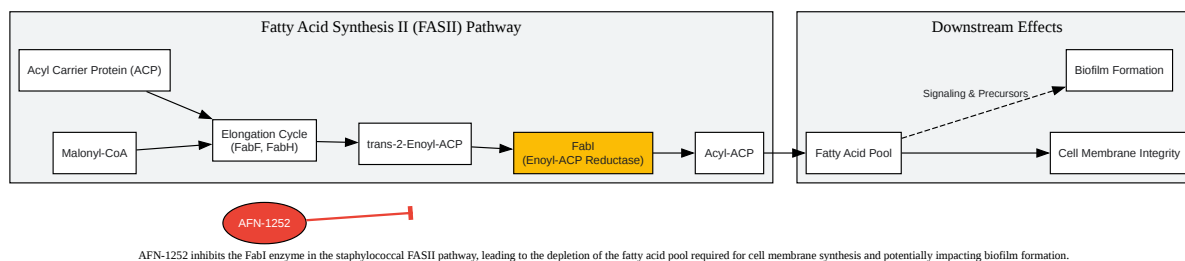 Fatty Acid Synthesis II (FASII) Pathway
Acyl Carrier Protein (ACP)
Malonyl-CoA
Elongation Cycle
(FabF, FabH)
trans-2-Enoyl-ACP
FabI
(Enoyl-ACP Reductase)
Acyl-ACP
Downstream Effects
Fatty Acid Pool
Signaling & Precursors
Biofilm Formation
Cell Membrane Integrity
AFN-1252
AFN-1252 inhibits the FabI enzyme in the staphylococcal FASII pathway, leading to the depletion of the fatty acid pool required for cell membrane synthesis and potentially impacting biofilm formation.